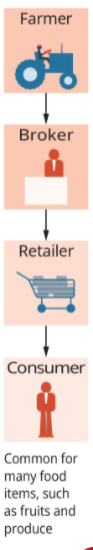 Farmer
Broker
Retailer
Consumer
Common for
many food
items, such
as fruits and
produce